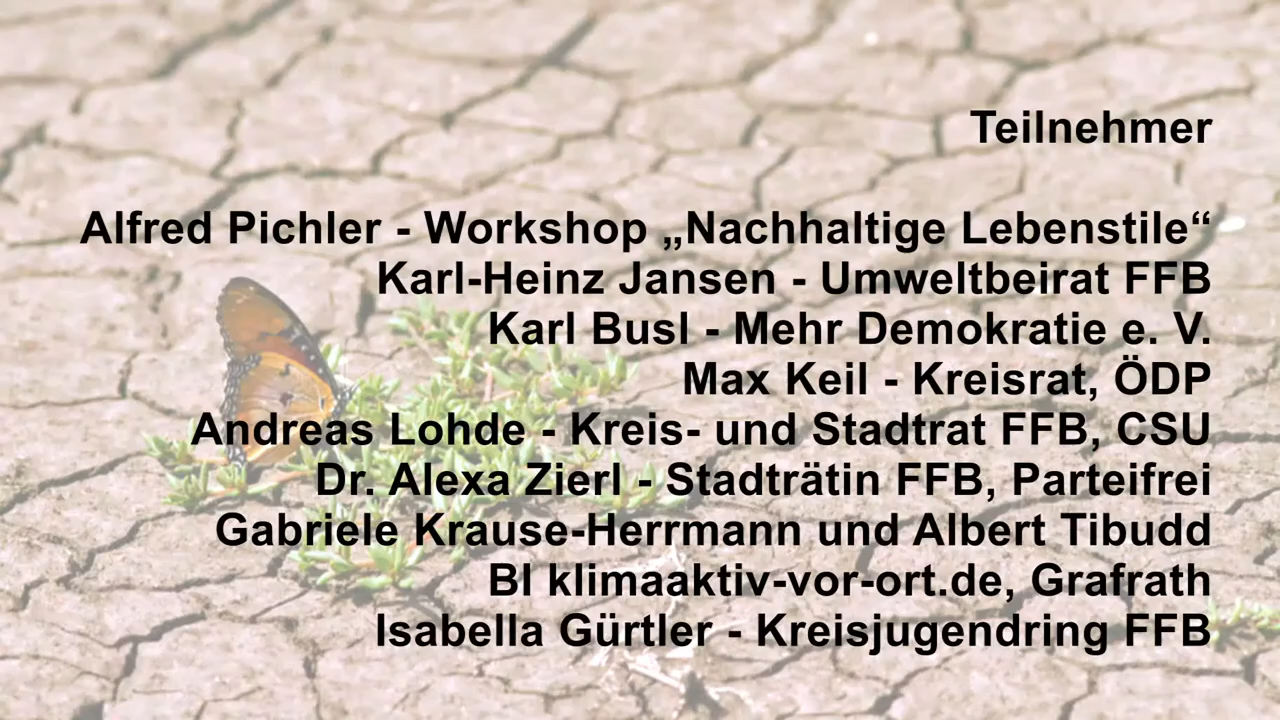 Teilnehmer
Alfred Pichler - Workshop „Nachhaltige Lebenstile“
Karl-Heinz Jansen - Umweltbeirat FFB
Karl Busl - Mehr Demokratie e. V.
Max Keil - Kreisrat, ÖDP
Andreas Lohde - Kreis- und Stadtrat FFB, CSU
Dr. Alexa Zierl - Stadträtin FFB, Parteifrei
Gabriele Krause-Herrmann und Albert Tibudd
BI klimaaktiv-vor-ort.de, Grafrath
Isabella Gürtler - Kreisjugendring FFB